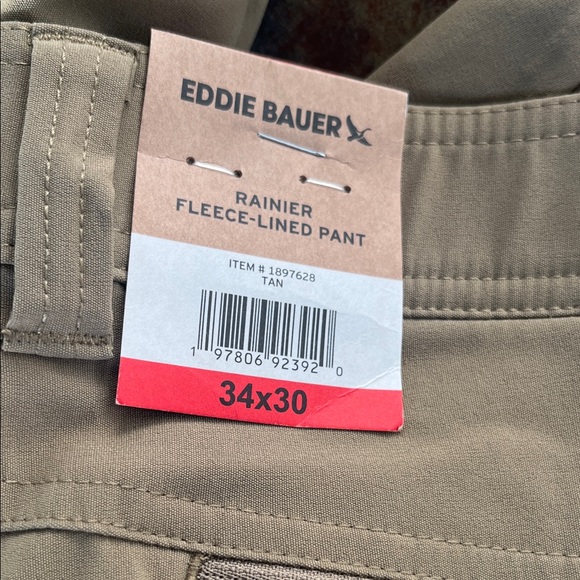 EDDIE BAUER
RAINIER
FLEECE-LINED PANT
ITEM # 1897628
TAN
1 97806 92392 0
34x30